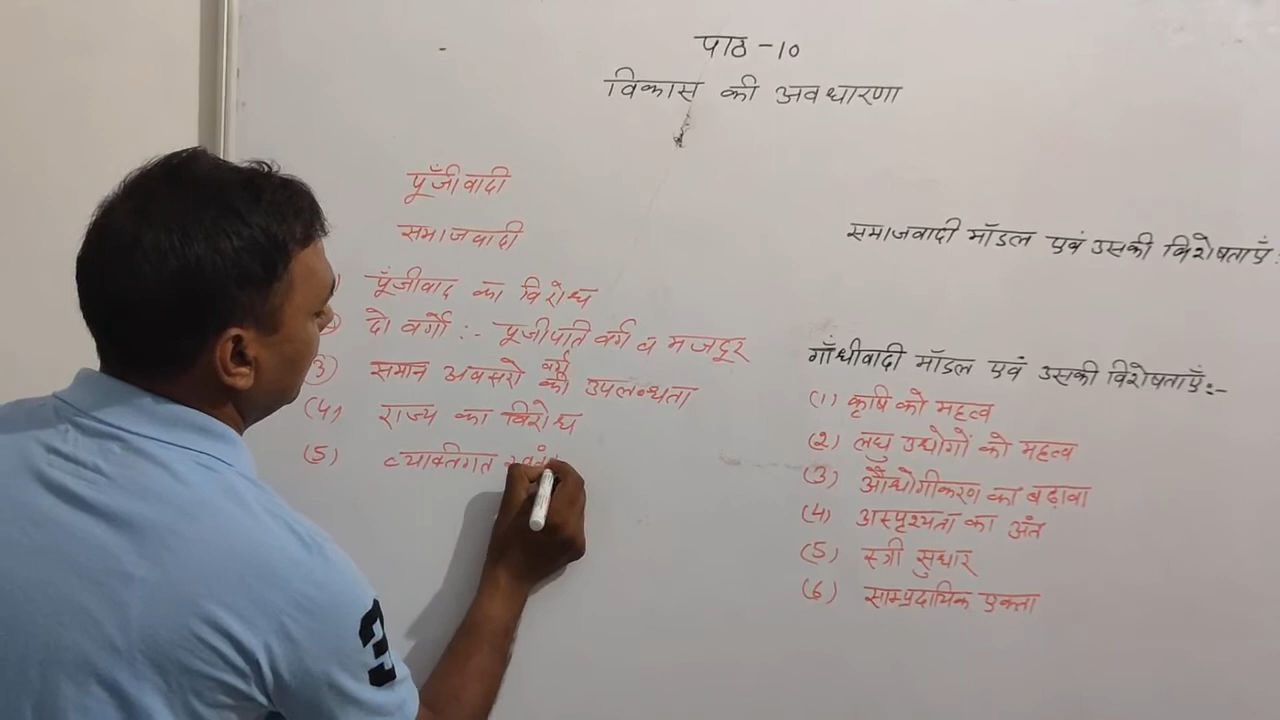 पाठ -10
विकास की अवधारणा
पूँजीवादी
समाजवादी
पूँजीवाद का विरोध
दो वर्गो :- पूजीपति वर्ग व मजदूर
वर्ग
(3) समान अवसरो की उपलब्धता
(4) राज्य का विरोध
(5) व्यक्तिगत
समाजवादी मॉडल एवं उसकी विशेषताएँ:
गाँधीवादी मॉडल एवं उसकी विशेषताएँ:-
(1) कृषि को महत्व
(2) लघु उद्योगों को महत्व
(3) औद्योगीकरण का बढ़ावा
(4) अस्पृश्यता का अंत
(5) स्त्री सुधार
(6) साम्प्रदायिक एकता
3